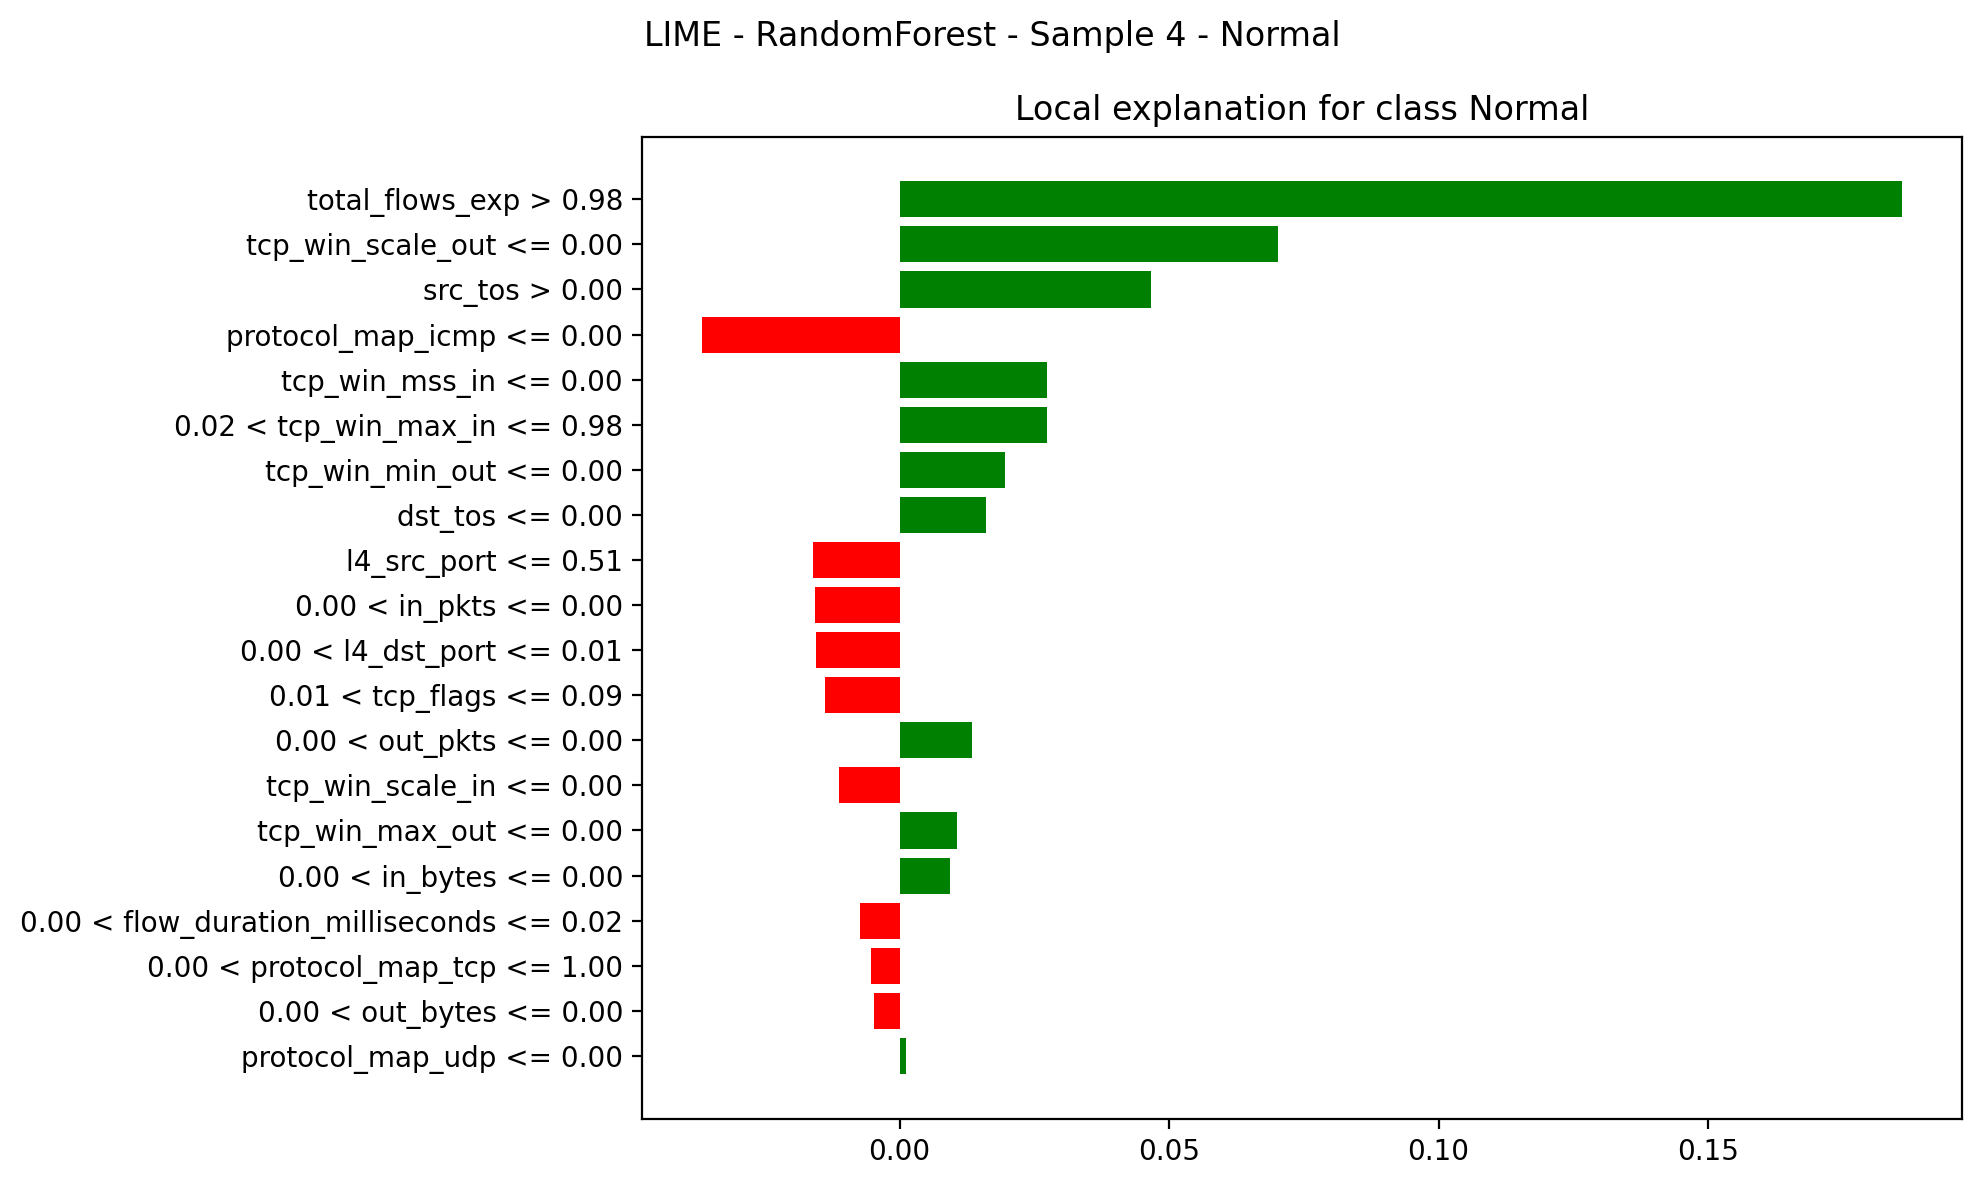 LIME - RandomForest - Sample 4 - Normal
Local explanation for class Normal
total_flows_exp > 0.98
tcp_win_scale_out <= 0.00
src_tos > 0.00
protocol_map_icmp <= 0.00
tcp_win_mss_in <= 0.00
0.02 < tcp_win_max_in <= 0.98
tcp_win_min_out <= 0.00
dst_tos <= 0.00
l4_src_port <= 0.51
0.00 < in_pkts <= 0.00
0.00 < l4_dst_port <= 0.01
0.01 < tcp_flags <= 0.09
0.00 < out_pkts <= 0.00
tcp_win_scale_in <= 0.00
tcp_win_max_out <= 0.00
0.00 < in_bytes <= 0.00
0.00 < flow_duration_milliseconds <= 0.02
0.00 < protocol_map_tcp <= 1.00
0.00 < out_bytes <= 0.00
protocol_map_udp <= 0.00
0.00 0.05 0.10 0.15